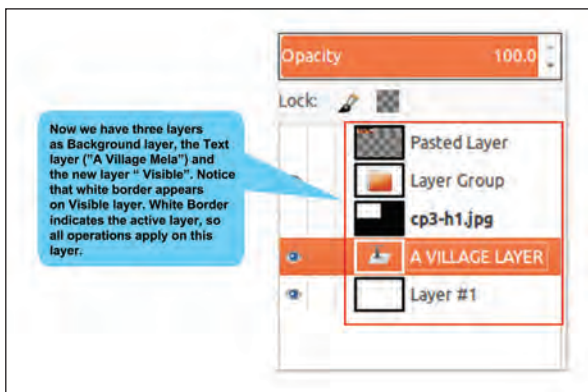 Opacity 100.0
Lock:
Now we have three layers
as Background layer, the Text
layer ("A Village Mela") and
the new layer " Visible". Notice
that white border appears
on Visible layer. White Border
indicates the active layer, so
all operations apply on this
layer.
Pasted Layer
Layer Group
cp3-h1.jpg
A VILLAGE LAYER
Layer #1